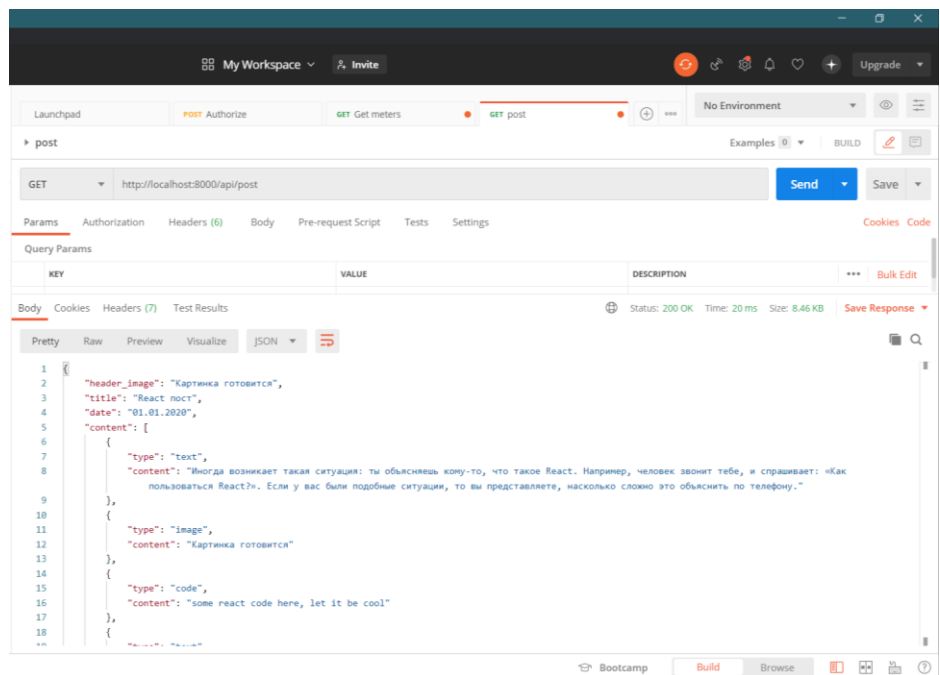 My Workspace Invite Upgrade
Launchpad POST Authorize GET Get meters GET post No Environment
post Examples 0 BUILD
GET http://localhost:8000/api/post Send Save
Params Authorization Headers (6) Body Pre-request Script Tests Settings Cookies Code
Query Params
KEY VALUE DESCRIPTION Bulk Edit
Body Cookies Headers (7) Test Results Status: 200 OK Time: 20 ms Size: 8.46 KB Save Response
Pretty Raw Preview Visualize JSON
1 {
2 "header_image": "Картинка готовится",
3 "title": "React пост",
4 "date": "01.01.2020",
5 "content": [
6 {
7 "type": "text",
8 "content": "Иногда возникает такая ситуация: ты объясняешь кому-то, что такое React. Например, человек звонит тебе, и спрашивает: «Как
пользоваться React?». Если у вас были подобные ситуации, то вы представляете, насколько сложно это объяснить по телефону."
9 },
10 {
11 "type": "image",
12 "content": "Картинка готовится"
13 },
14 {
15 "type": "code",
16 "content": "some react code here, let it be cool"
17 },
18 {
Bootcamp Build Browse